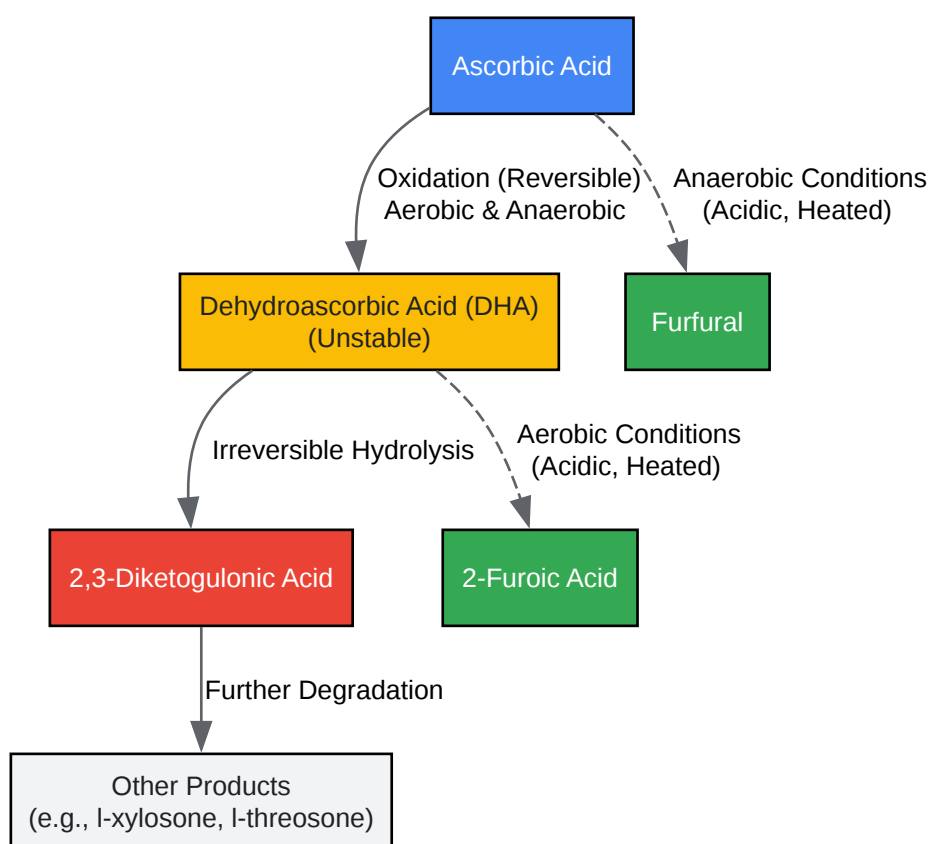 Ascorbic Acid
Oxidation (Reversible)
Aerobic & Anaerobic
Anaerobic Conditions
(Acidic, Heated)
Dehydroascorbic Acid (DHA)
(Unstable)
Furfural
Irreversible Hydrolysis
Aerobic Conditions
(Acidic, Heated)
2,3-Diketogulonic Acid
2-Furoic Acid
Further Degradation
Other Products
(e.g., l-xylosone, l-threosone)